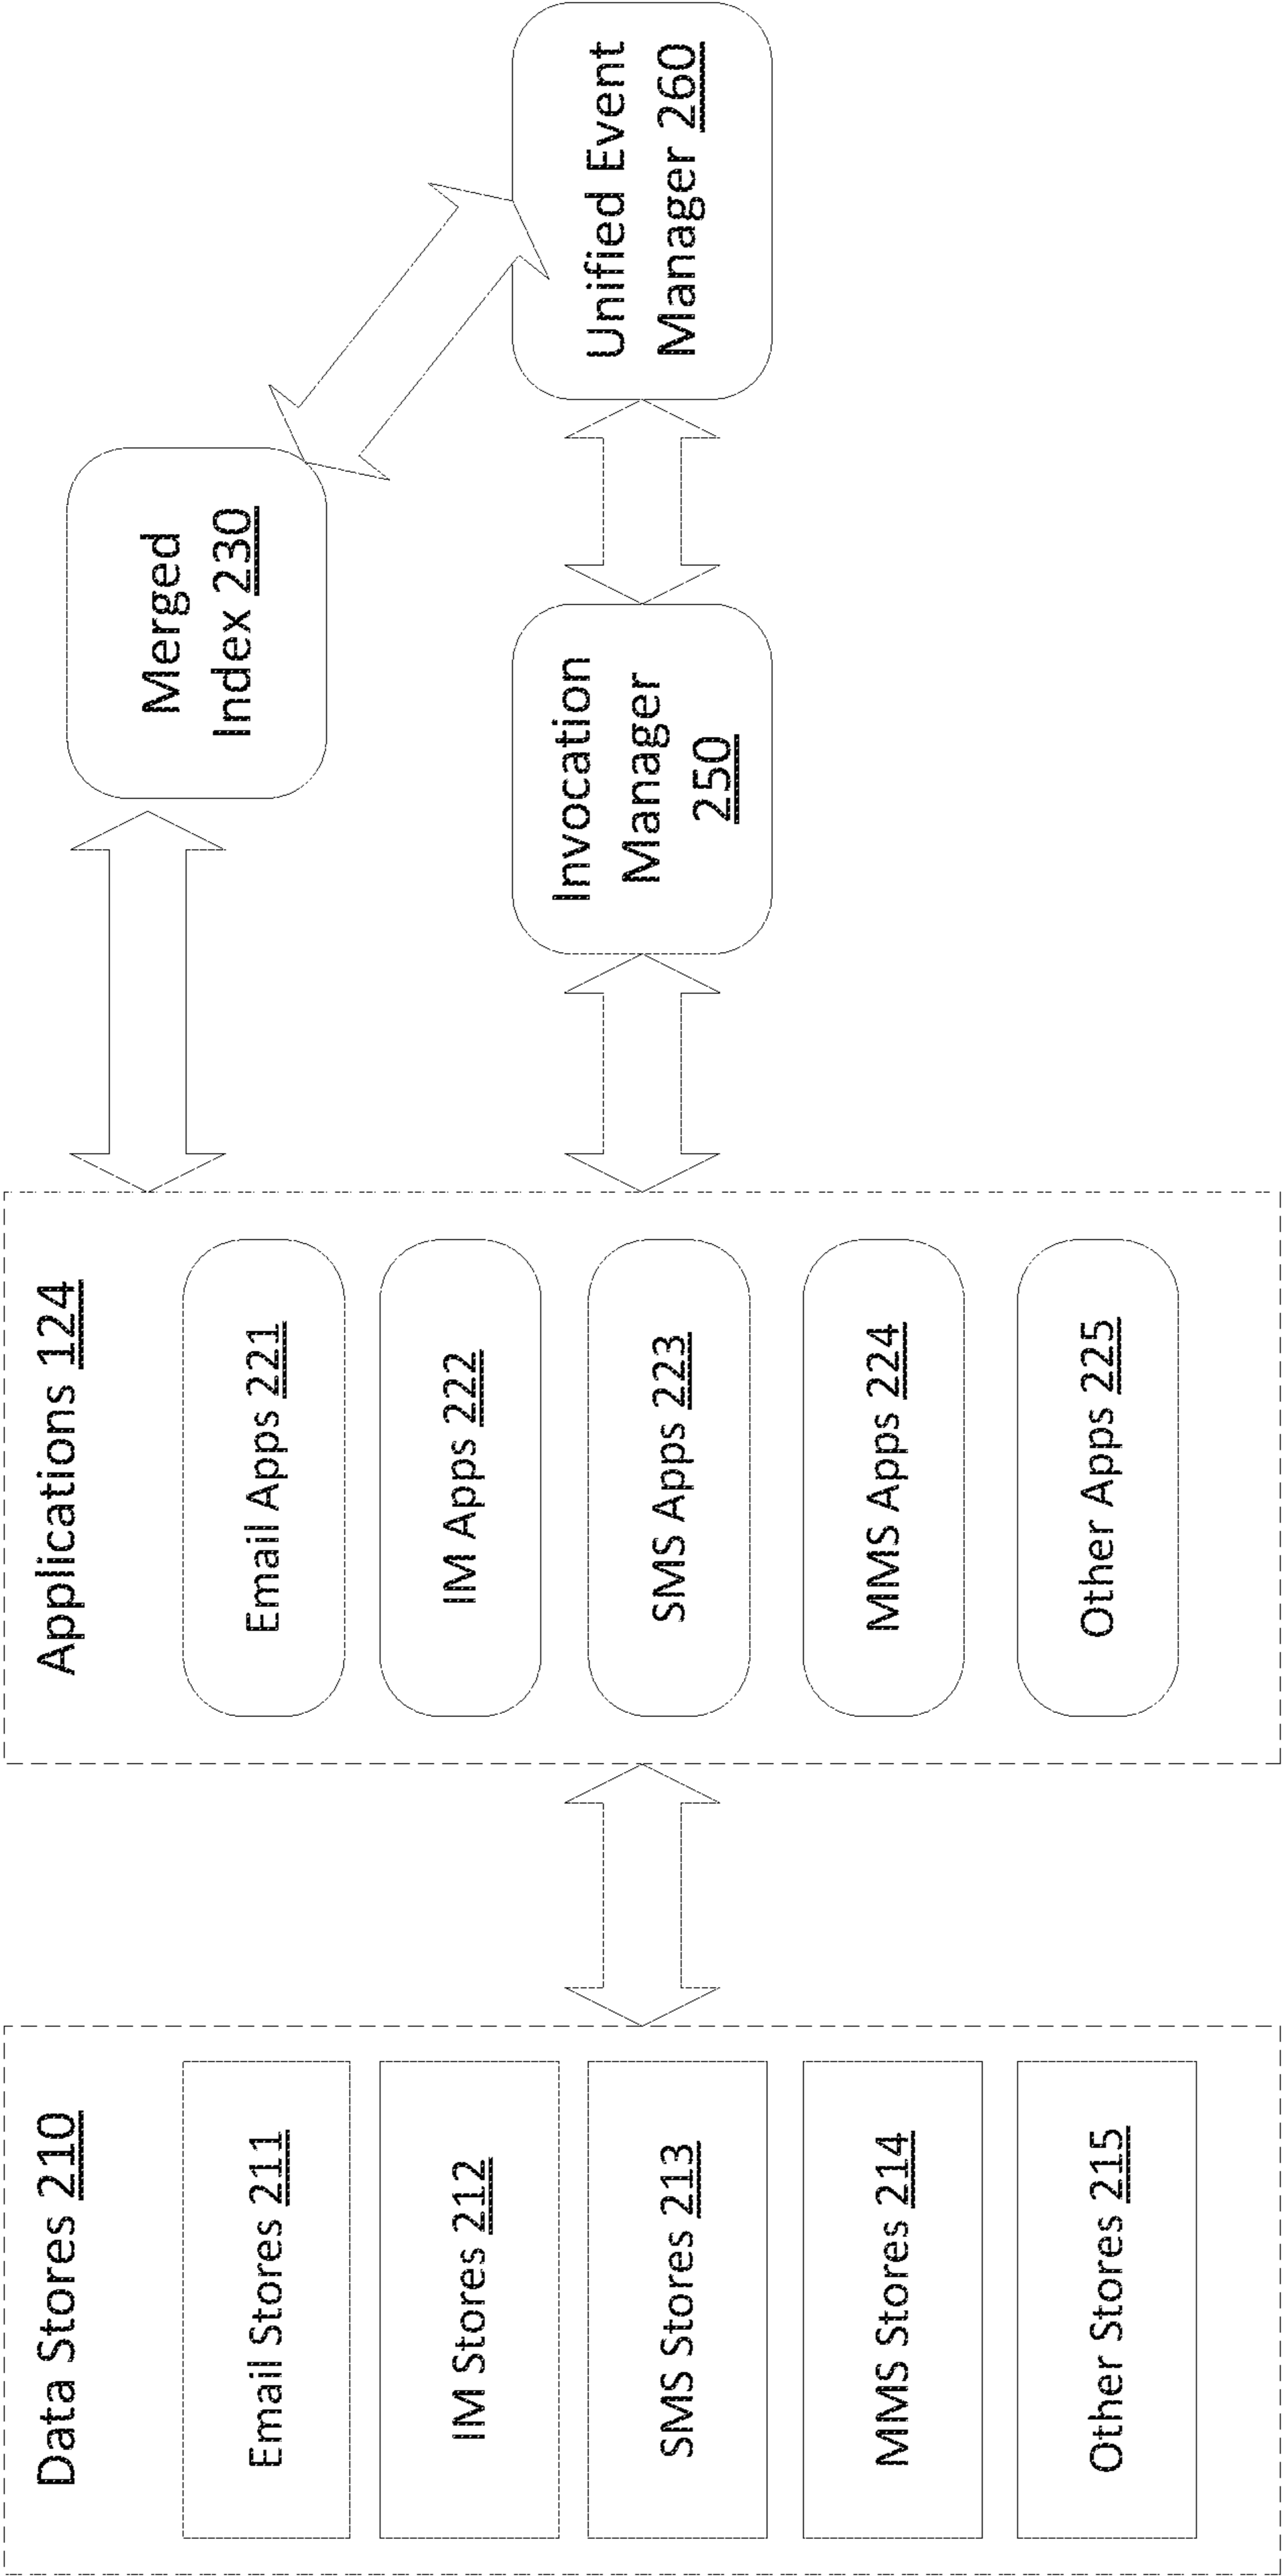 Data Stores 210
Email Stores 211
IM Stores 212
SMS Stores 213
MMS Stores 214
Other Stores 215
Applications 124
Email Apps 221
IM Apps 222
SMS Apps 223
MMS Apps 224
Other Apps 225
Merged
Index 230
Invocation
Manager
250
Unified Event
Manager 260